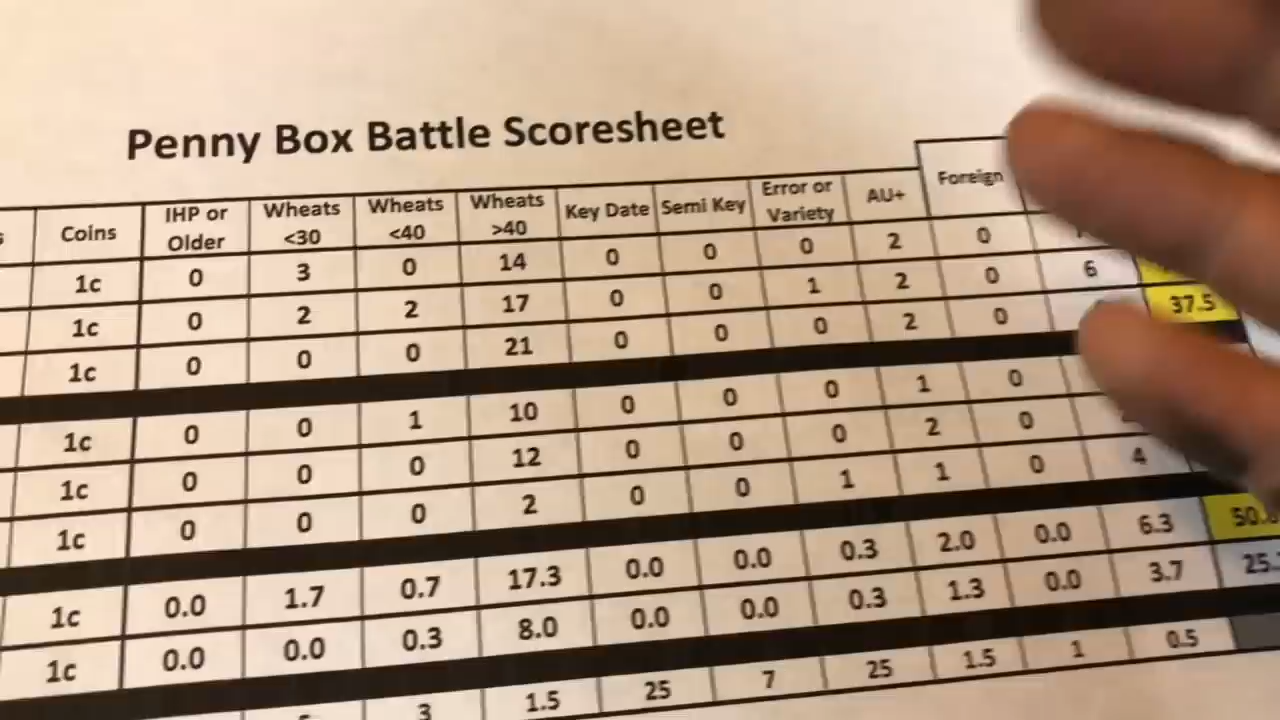 Penny Box Battle Scoresheet
Coins IHP or Older Wheats <30 Wheats <40 Wheats >40 Key Date Semi Key Error or Variety AU+ Foreign
1c 0 3 0 14 0 0 0 2 0
1c 0 2 2 17 0 0 1 2 0 6
1c 0 0 0 21 0 0 0 2 0 37.5
1c 0 0 1 10 0 0 0 1 0
1c 0 0 0 12 0 0 0 2 0
1c 0 0 0 2 0 0 1 1 0 4
1c 0.0 1.7 0.7 17.3 0.0 0.0 0.3 2.0 0.0 6.3 50.
1c 0.0 0.0 0.3 8.0 0.0 0.0 0.3 1.3 0.0 3.7 25.
3 1.5 25 7 25 1.5 1 0.5